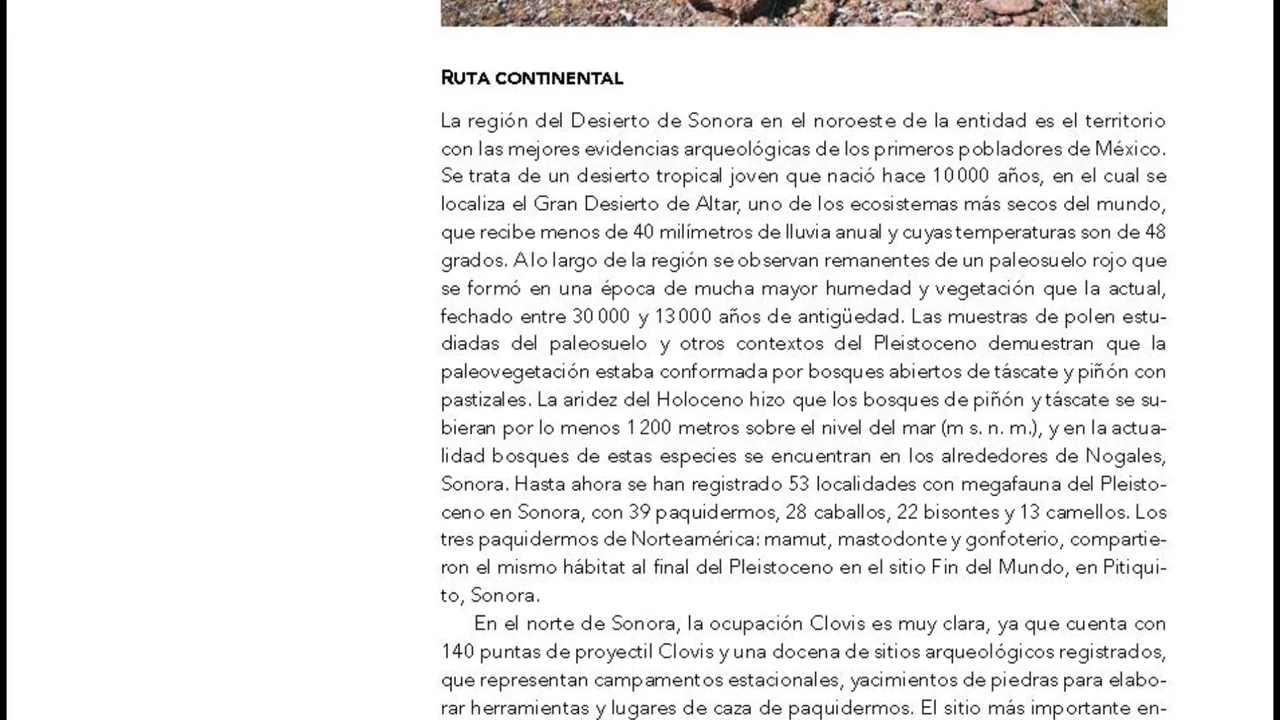 RUTA CONTINENTAL
La región del Desierto de Sonora en el noroeste de la entidad es el territorio
con las mejores evidencias arqueológicas de los primeros pobladores de México.
Se trata de un desierto tropical joven que nació hace 10 000 años, en el cual se
localiza el Gran Desierto de Altar, uno de los ecosistemas más secos del mundo,
que recibe menos de 40 milímetros de lluvia anual y cuyas temperaturas son de 48
grados. A lo largo de la región se observan remanentes de un paleosuelo rojo que
se formó en una época de mucha mayor humedad y vegetación que la actual,
fechado entre 30 000 y 13 000 años de antigüedad. Las muestras de polen estu-
diadas del paleosuelo y otros contextos del Pleistoceno demuestran que la
paleovegetación estaba conformada por bosques abiertos de táscate y piñón con
pastizales. La aridez del Holoceno hizo que los bosques de piñón y táscate se su-
bieran por lo menos 1 200 metros sobre el nivel del mar (m s. n. m.), y en la actua-
lidad bosques de estas especies se encuentran en los alrededores de Nogales,
Sonora. Hasta ahora se han registrado 53 localidades con megafauna del Pleisto-
ceno en Sonora, con 39 paquidermos, 28 caballos, 22 bisontes y 13 camellos. Los
tres paquidermos de Norteamérica: mamut, mastodonte y gonfoterio, compartie-
ron el mismo hábitat al final del Pleistoceno en el sitio Fin del Mundo, en Pitiqui-
to, Sonora.
En el norte de Sonora, la ocupación Clovis es muy clara, ya que cuenta con
140 puntas de proyectil Clovis y una docena de sitios arqueológicos registrados,
que representan campamentos estacionales, yacimientos de piedras para elabo-
rar herramientas y lugares de caza de paquidermos. El sitio más importante en-